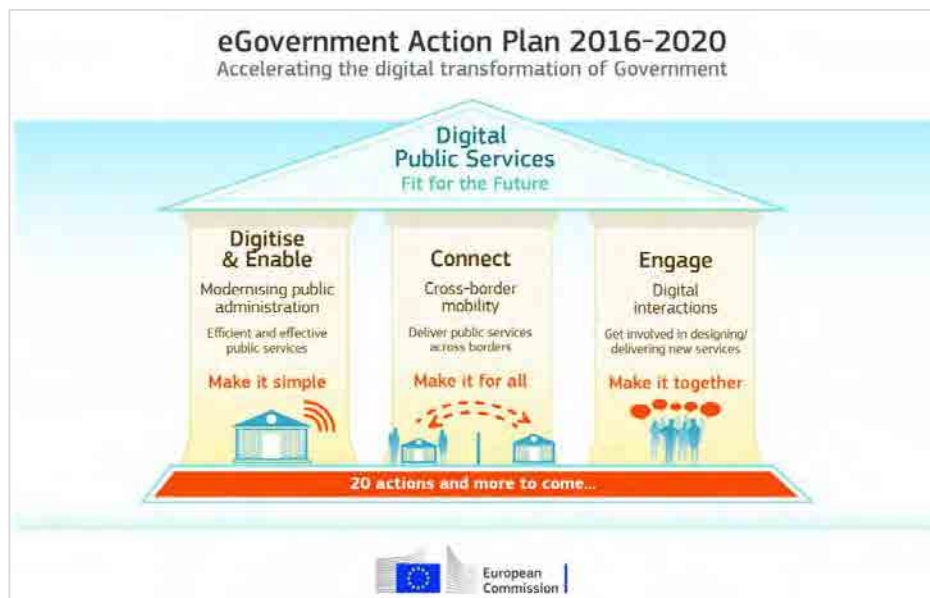 eGovernment Action Plan 2016-2020
Accelerating the digital transformation of Government
Digital
Public Services
Fit for the Future
Digitise
& Enable
Modernising public
administration
Efficient and effective
public services
Make it simple
Connect
Cross-border
mobility
Deliver public services
across borders
Make it for all
Engage
Digital
interactions
Get involved in designing/
delivering new services
Make it together
20 actions and more to come...
European
Commission